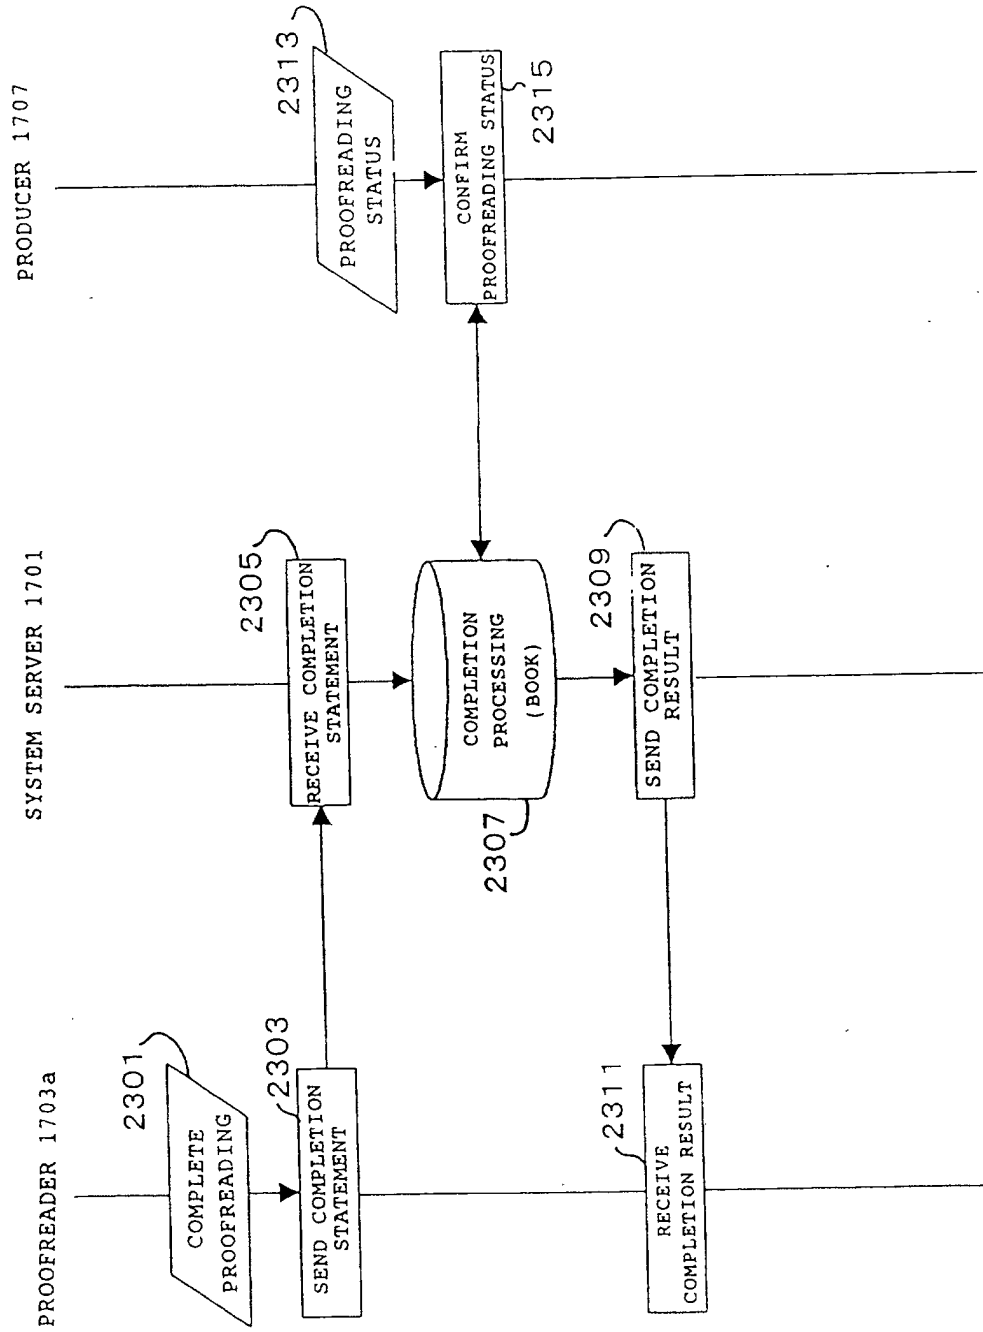 PROOFREADER 1703a
SYSTEM SERVER 1701
PRODUCER 1707
2301
COMPLETE
PROOFREADING
2303
SEND COMPLETION
STATEMENT
2305
RECEIVE COMPLETION
STATEMENT
2313
PROOFREADING
STATUS
COMPLETION
PROCESSING
(BOOK)
2307
CONFIRM
PROOFREADING STATUS
2315
2309
SEND COMPLETION
RESULT
2311
RECEIVE
COMPLETION RESULT